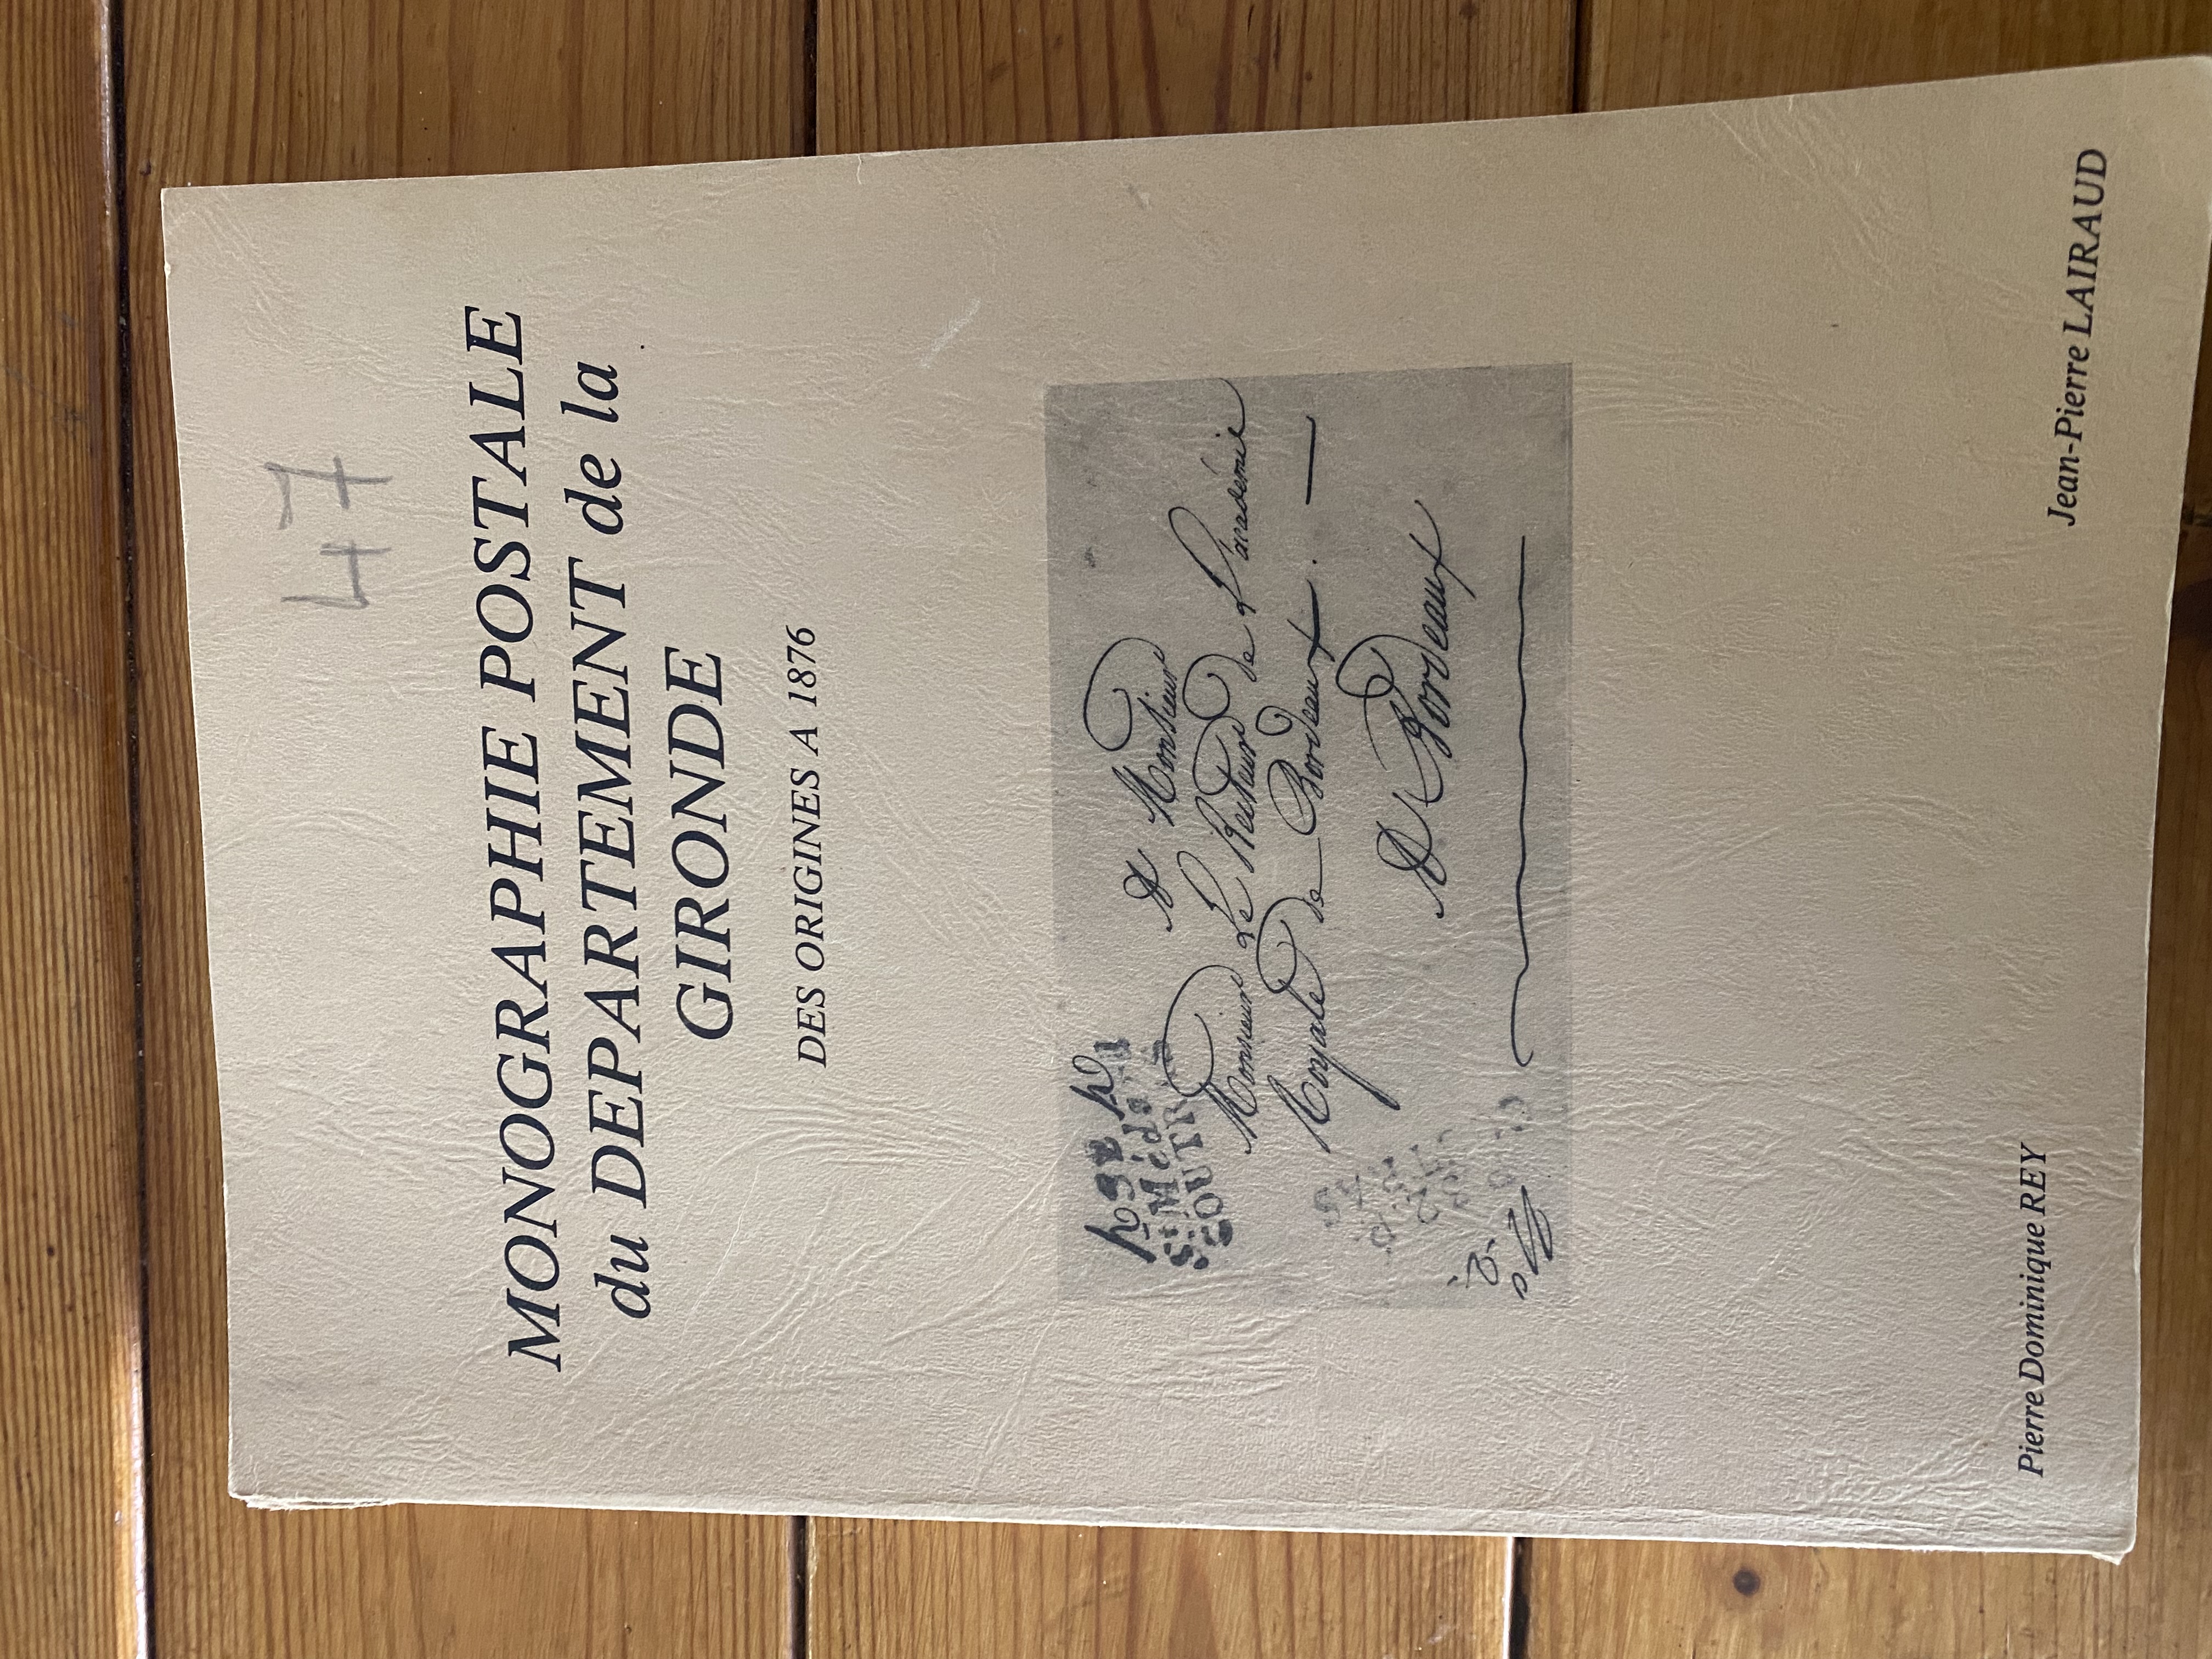 47
MONOGRAPHIE POSTALE
du DEPARTEMENT de la
GIRONDE
DES ORIGINES A 1876
A Monsieur
Monsieur Le Recteur de L'académie
Royale de Bordeaux.
A Bordeaux
Pierre Dominique REY
Jean-Pierre LAIRAUD